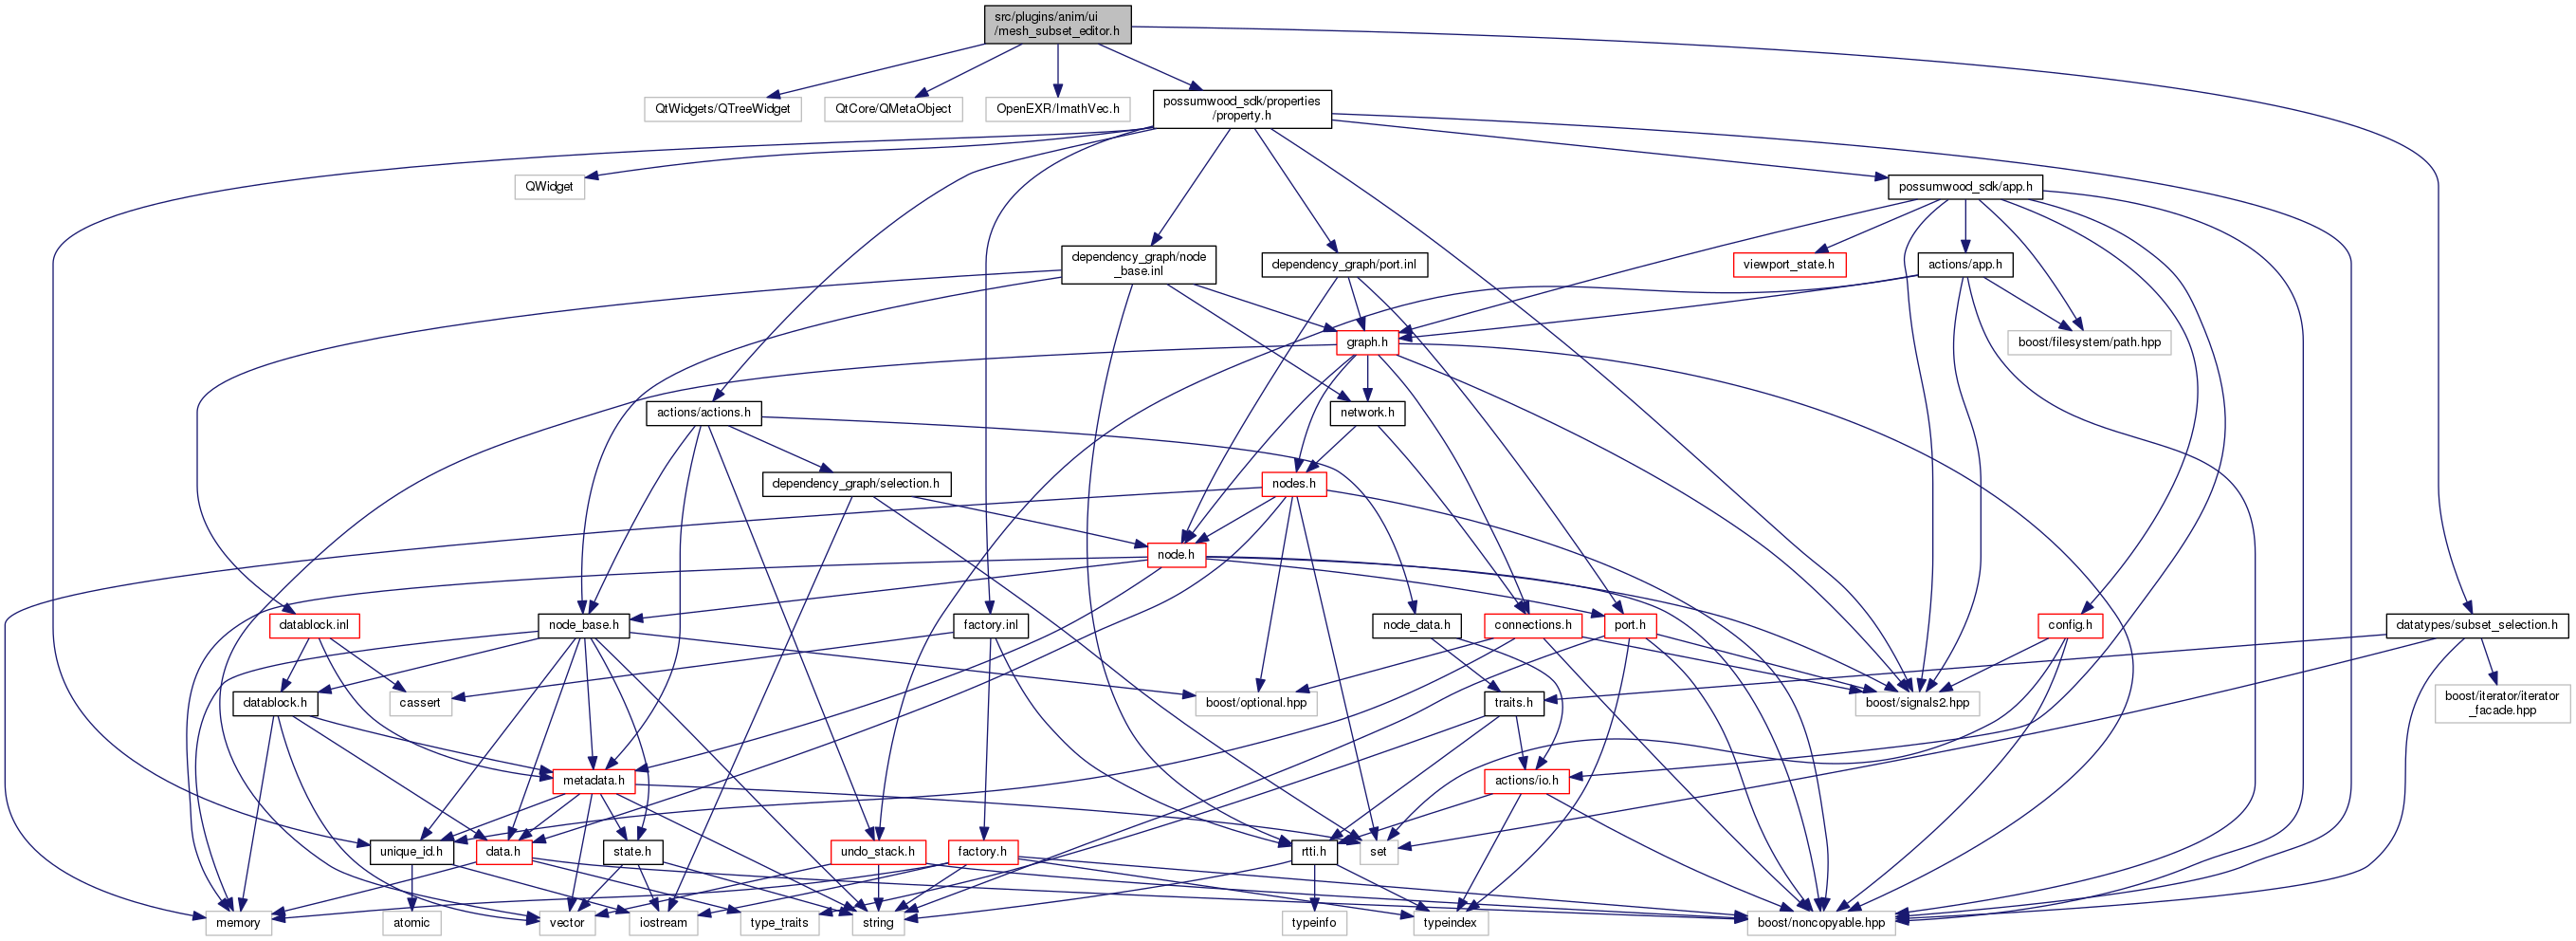 src/plugins/anim/ui
/mesh_subset_editor.h
QtWidgets/QTreeWidget
QtCore/QMetaObject
OpenEXR/ImathVec.h
possumwood_sdk/properties
/property.h
QWidget
possumwood_sdk/app.h
dependency_graph/node
_base.inl
dependency_graph/port.inl
viewport_state.h
actions/app.h
graph.h
boost/filesystem/path.hpp
actions/actions.h
network.h
dependency_graph/selection.h
nodes.h
node.h
datablock.inl
node_base.h
factory.inl
node_data.h
connections.h
port.h
config.h
datatypes/subset_selection.h
datablock.h
cassert
boost/optional.hpp
traits.h
boost/signals2.hpp
boost/iterator/iterator
_facade.hpp
metadata.h
actions/io.h
unique_id.h
data.h
state.h
undo_stack.h
factory.h
rtti.h
set
memory
atomic
vector
iostream
type_traits
string
typeinfo
typeindex
boost/noncopyable.hpp